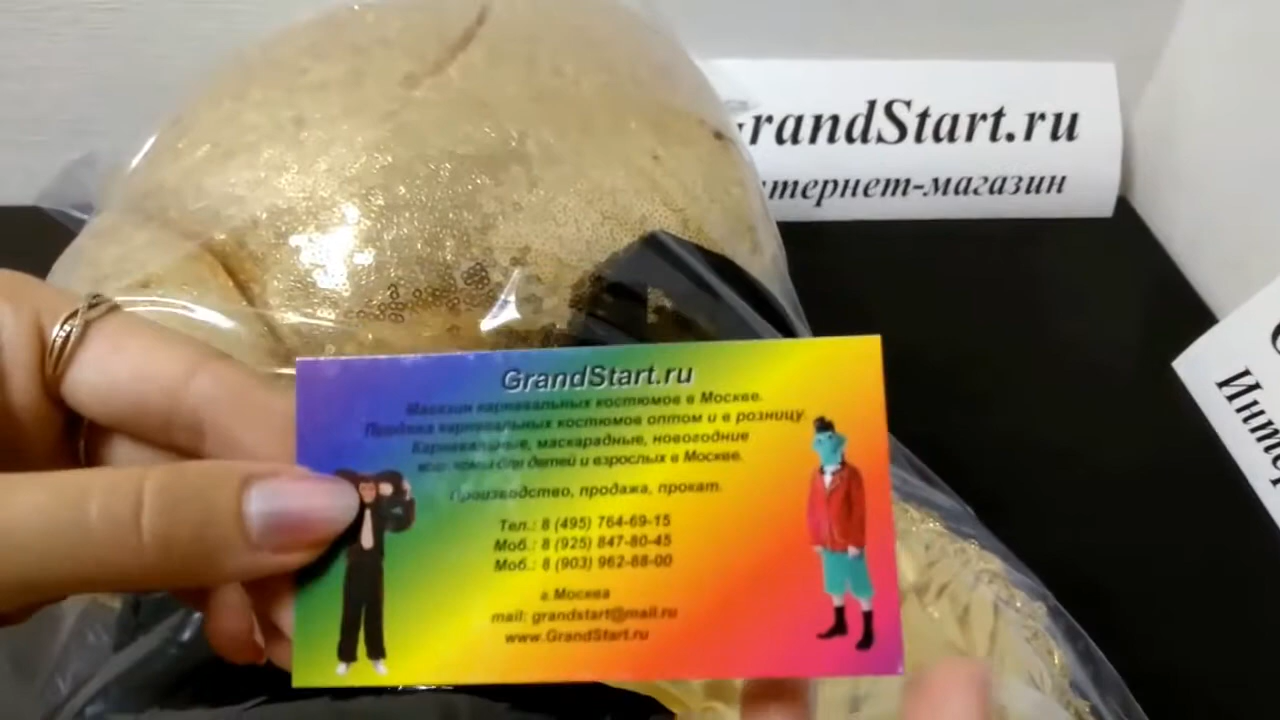 GrandStart.ru
Интернет-магазин
GrandStart.ru
Магазин карнавальных костюмов в Москве.
Продажа карнавальных костюмов оптом и в розницу.
Карнавальные, маскарадные, новогодние
костюмы для детей и взрослых в Москве.
Производство, продажа, прокат.
Тел.: 8 (495) 764-69-15
Моб.: 8 (925) 847-80-45
Моб.: 8 (903) 962-88-00
г.Москва
mail: grandstart@mail.ru
www.GrandStart.ru